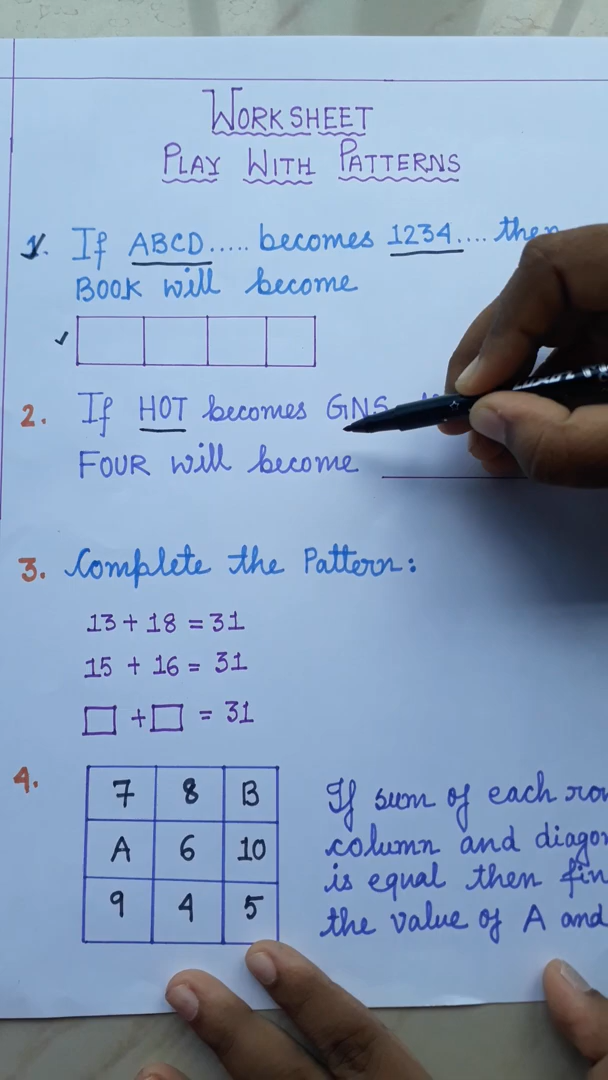 WORKSHEET
PLAY WITH PATTERNS
1. If ABCD..... becomes 1234.... then
BOOK will become
2. If HOT becomes GNS
FOUR will become
3. Complete the Pattern:
13 + 18 = 31
15 + 16 = 31
□ + □ = 31
4.
7 8 B
A 6 10
9 4 5
If sum of each
column and
is equal then
the value of A and